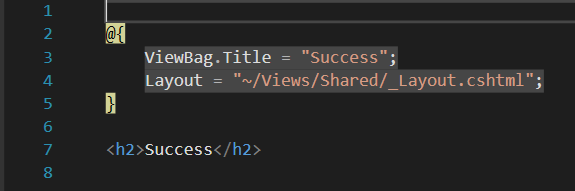 1
2 @{
3     ViewBag.Title = "Success";
4     Layout = "~/Views/Shared/_Layout.cshtml";
5 }
6
7 <h2>Success</h2>
8